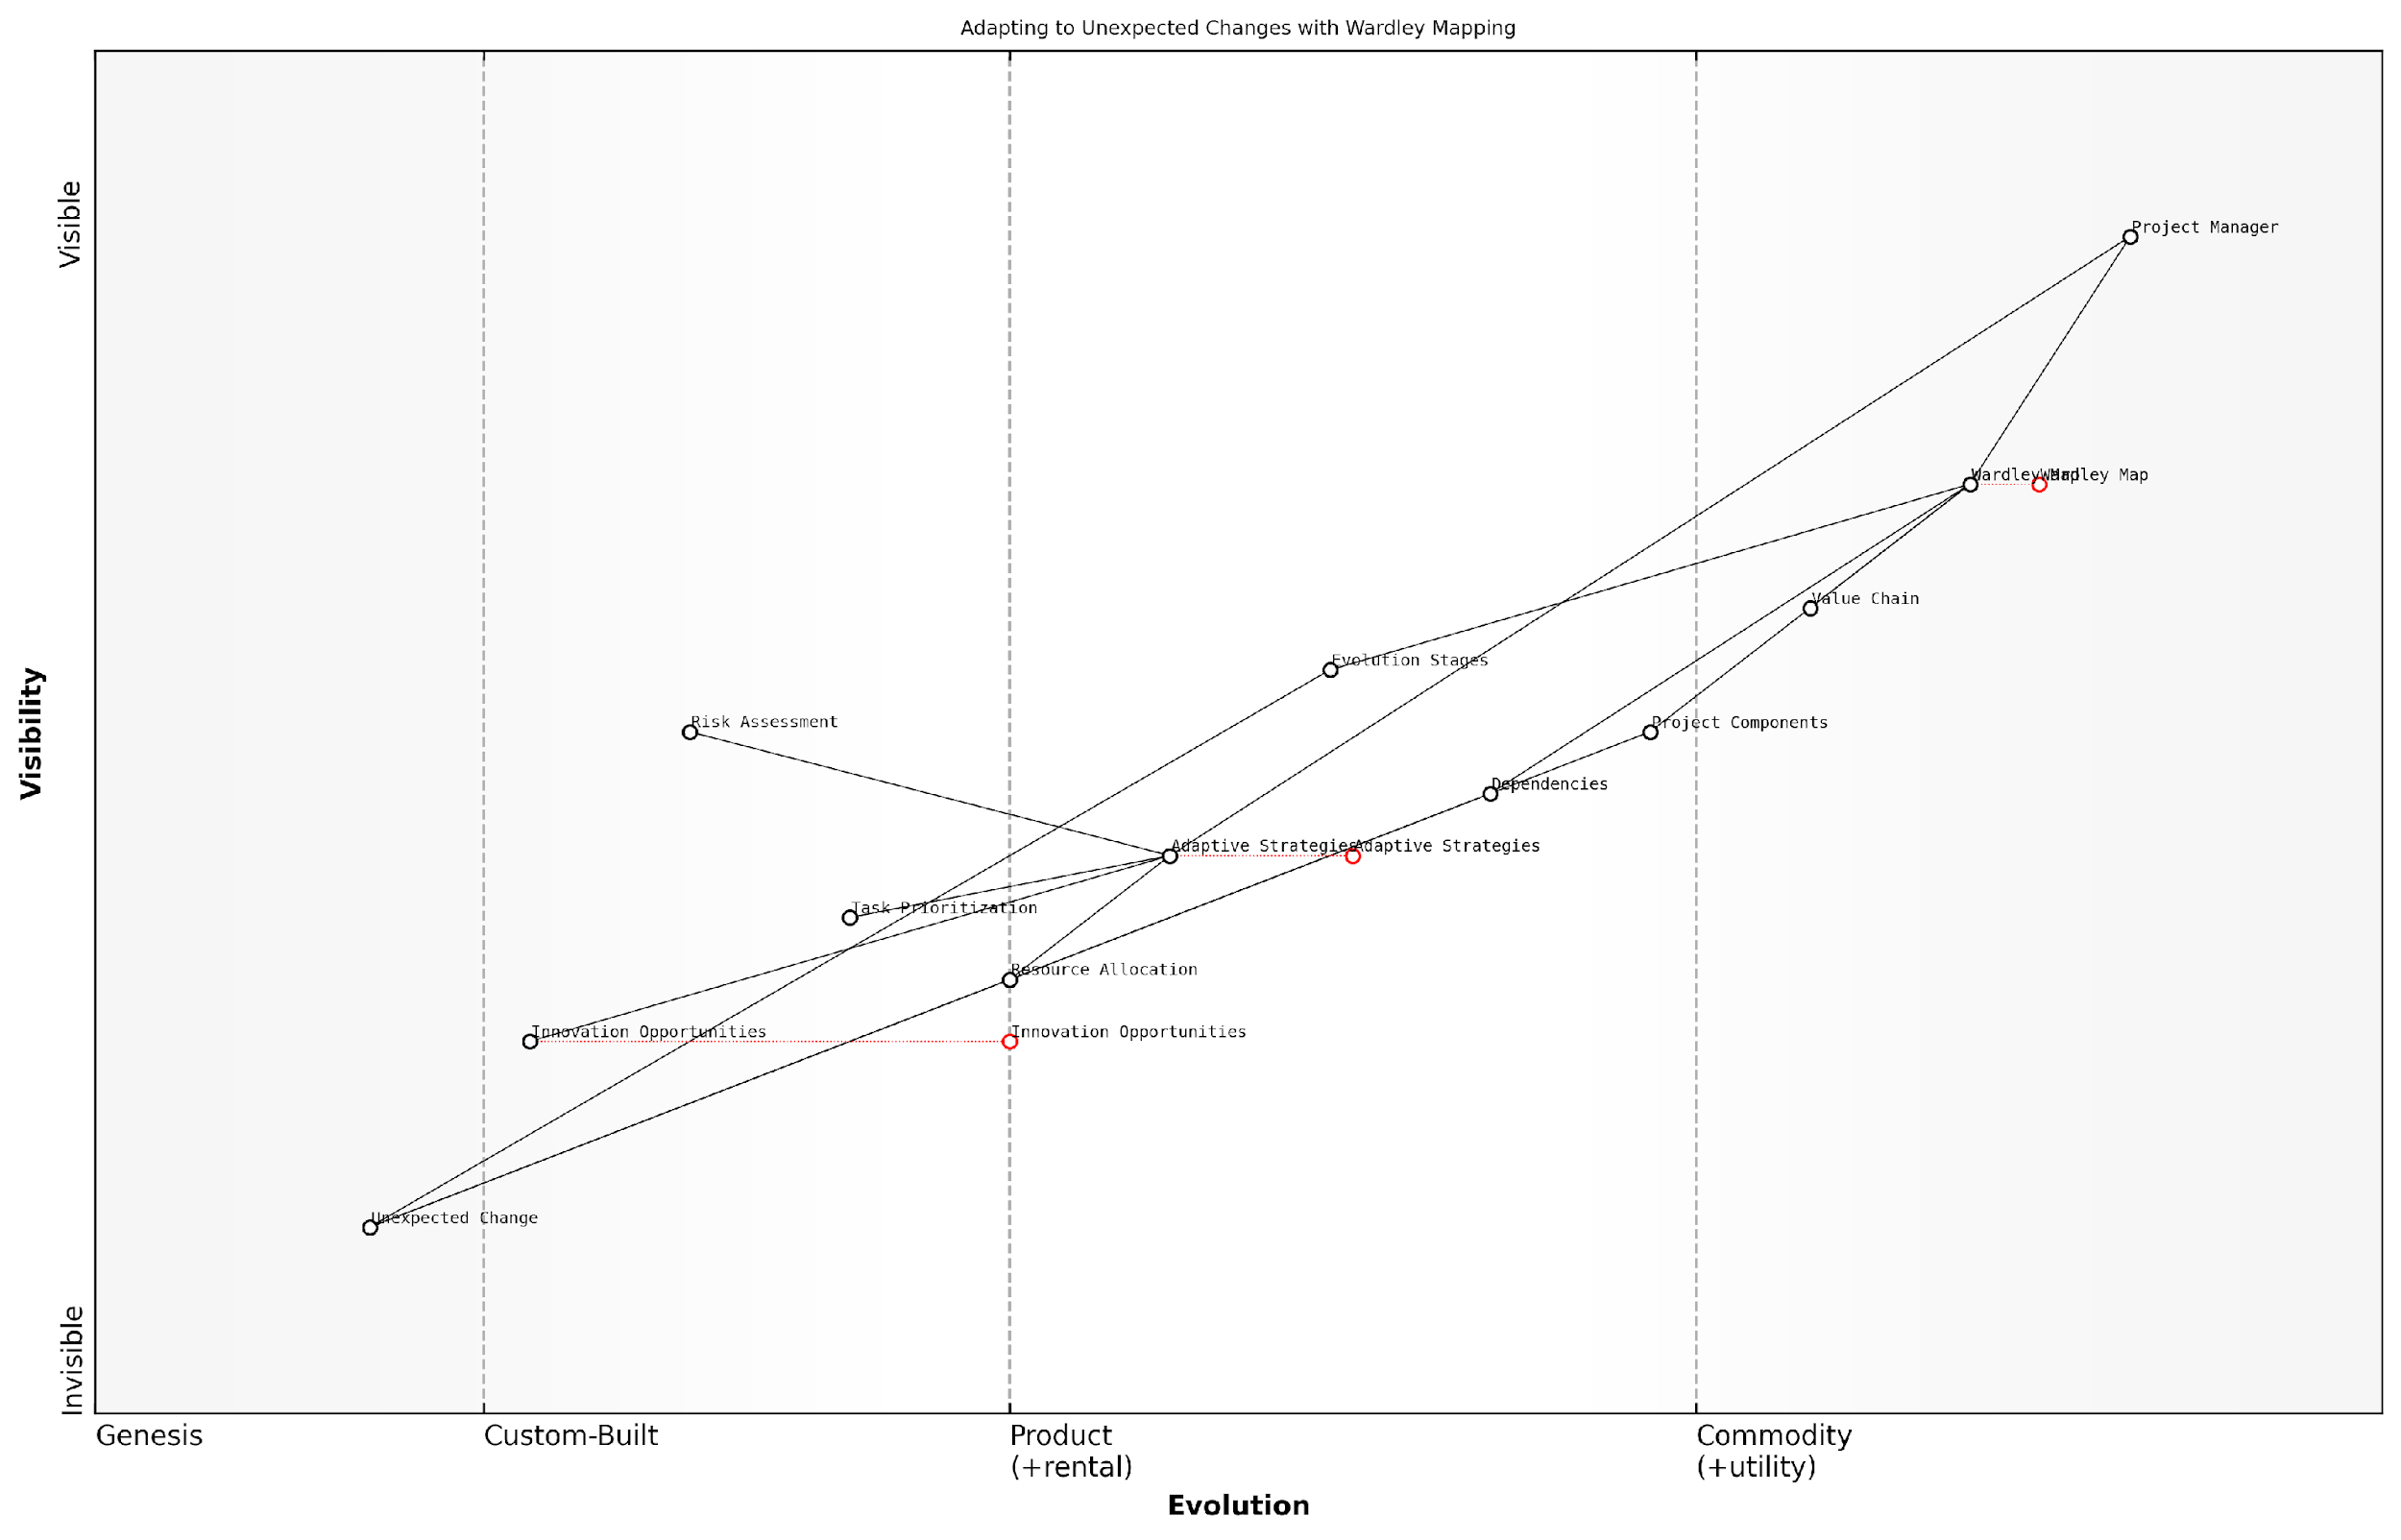 Adapting to Unexpected Changes with Wardley Mapping
Visible
Project Manager
Wardley Map
Wardley Map
Value Chain
Evolution Stages
Risk Assessment
Project Components
Visibility
Dependencies
Adaptive Strategies
Adaptive Strategies
Task Prioritization
Resource Allocation
Innovation Opportunities
Innovation Opportunities
Unexpected Change
Invisible
Genesis
Custom-Built
Product
(+rental)
Commodity
(+utility)
Evolution